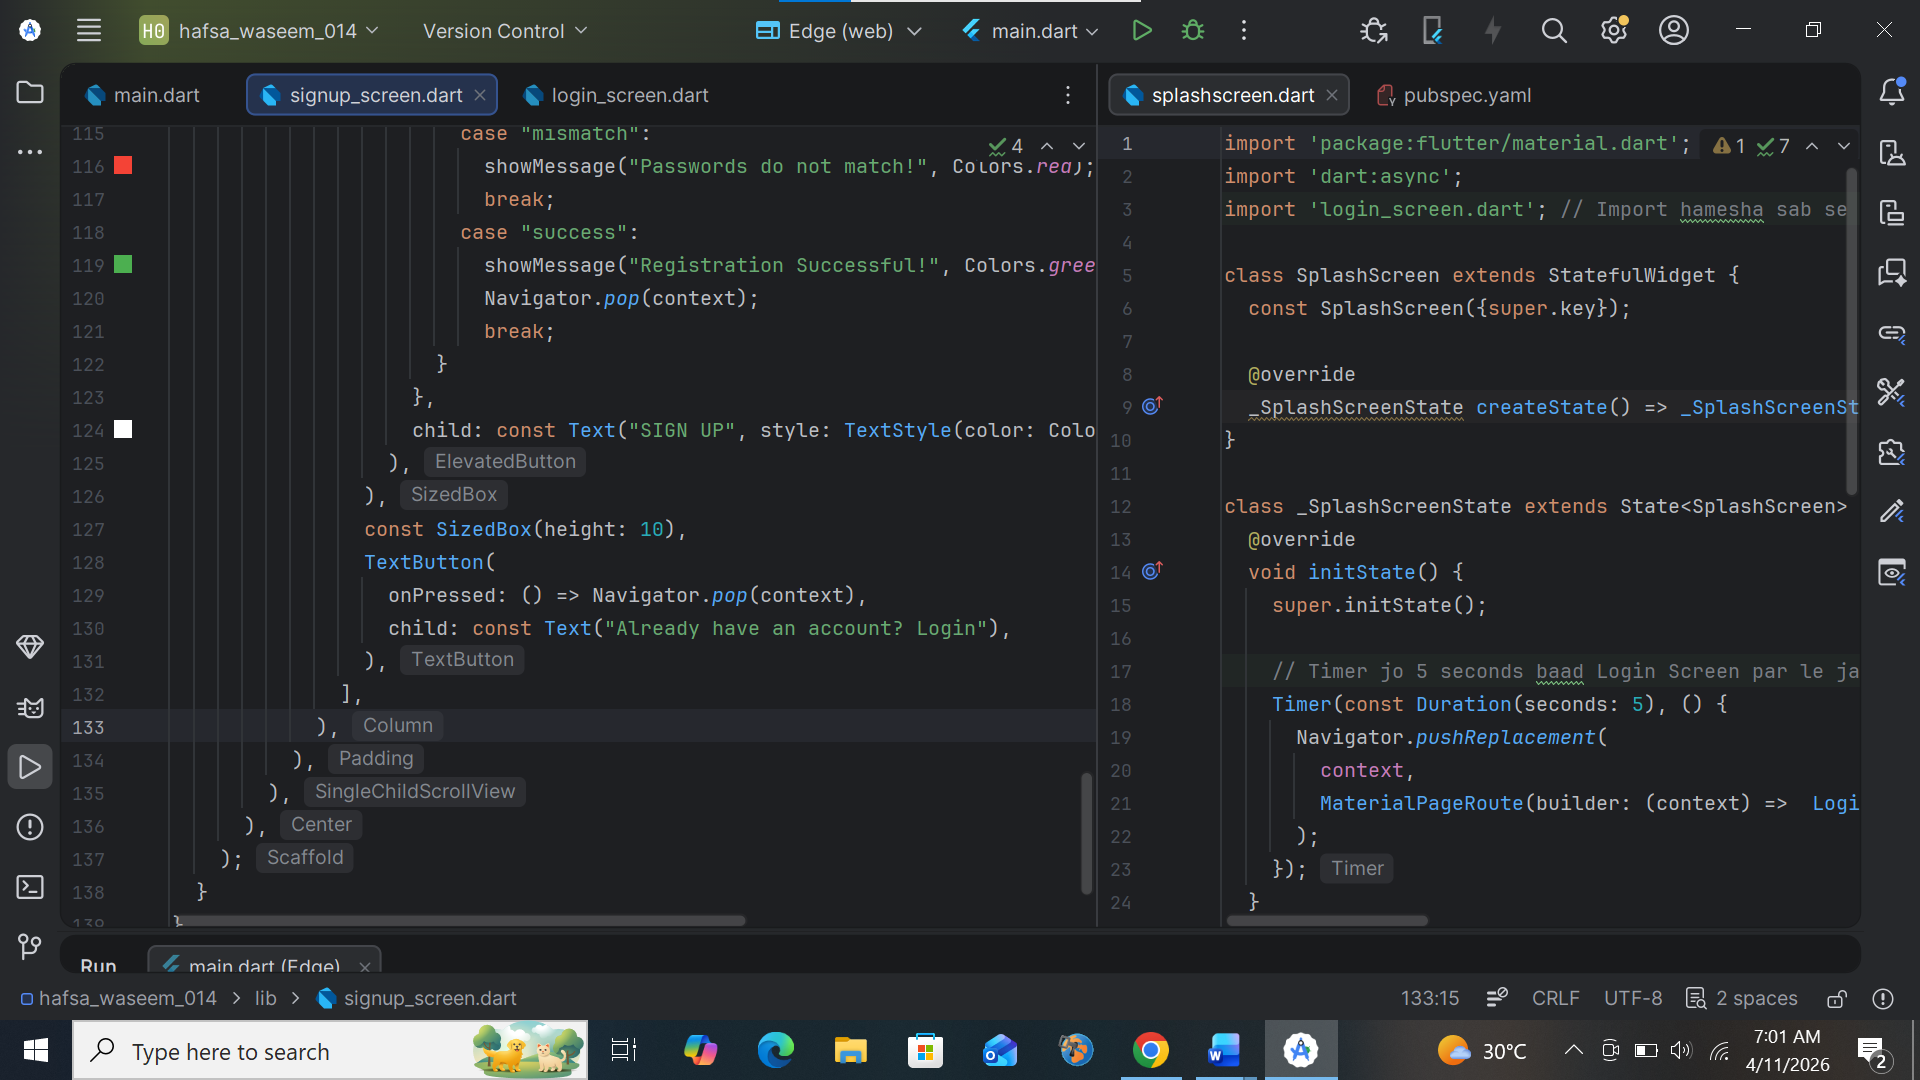 H0 hafsa_waseem_014 Version Control Edge (web) main.dart
main.dart signup_screen.dart login_screen.dart
115 case "mismatch":
4
116 showMessage("Passwords do not match!", Colors.red);
117 break;
118 case "success":
119 showMessage("Registration Successful!", Colors.gree
120 Navigator.pop(context);
121 break;
122 }
123 },
124 child: const Text("SIGN UP", style: TextStyle(color: Colo
125 ), ElevatedButton
126 ), SizedBox
127 const SizedBox(height: 10),
128 TextButton(
129 onPressed: () => Navigator.pop(context),
130 child: const Text("Already have an account? Login"),
131 ), TextButton
132 ],
133 ), Column
134 ), Padding
135 ), SingleChildScrollView
136 ), Center
137 ); Scaffold
138 }
139 }
splashscreen.dart pubspec.yaml
1 import 'package:flutter/material.dart';
1 7
2 import 'dart:async';
3 import 'login_screen.dart'; // Import hamesha sab se
4
5 class SplashScreen extends StatefulWidget {
6 const SplashScreen({super.key});
7
8 @override
9 _SplashScreenState createState() => _SplashScreenSt
10 }
11
12 class _SplashScreenState extends State<SplashScreen>
13 @override
14 void initState() {
15 super.initState();
16
17 // Timer jo 5 seconds baad Login Screen par le ja
18 Timer(const Duration(seconds: 5), () {
19 Navigator.pushReplacement(
20 context,
21 MaterialPageRoute(builder: (context) => Logi
22 );
23 }); Timer
24 }
Run main.dart (Edge)
hafsa_waseem_014 > lib > signup_screen.dart
133:15 CRLF UTF-8 2 spaces
Type here to search
30°C
7:01 AM
4/11/2026
2